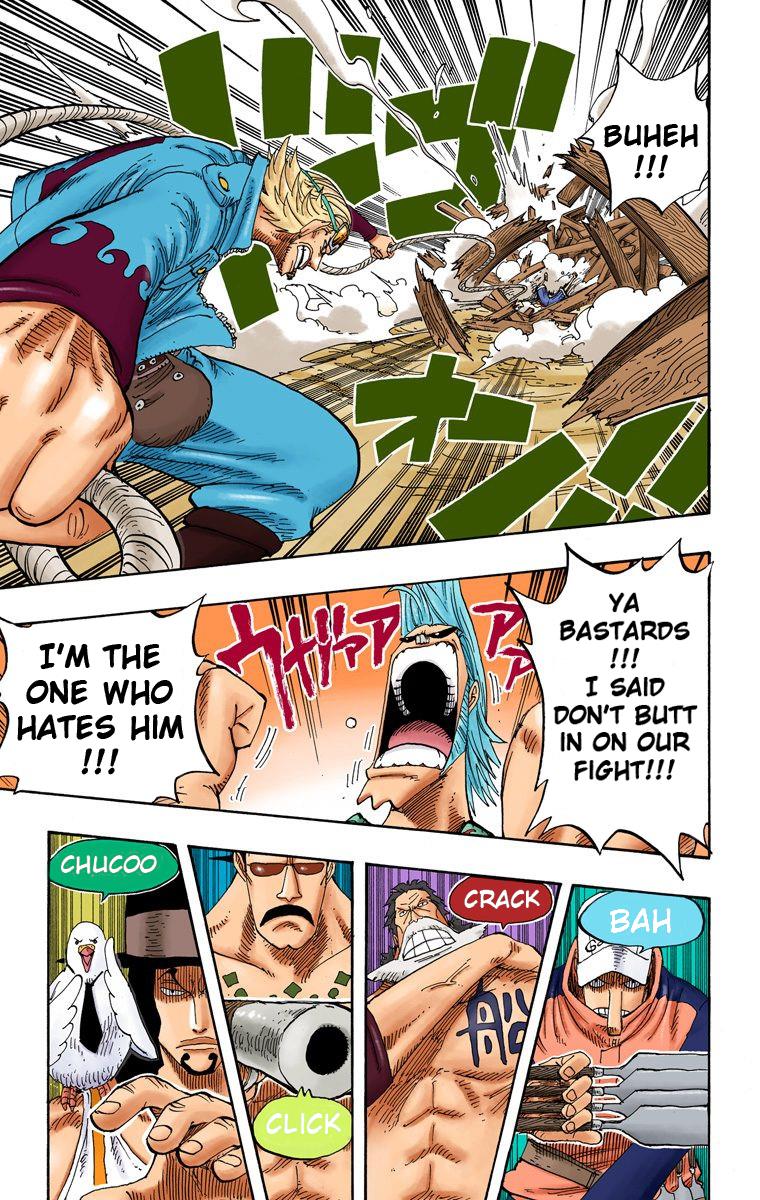 BUHEH
!!!
YA
BASTARDS
!!!
I SAID
DON'T BUTT
IN ON OUR
FIGHT!!!
I'M THE
ONE WHO
HATES HIM
!!!
BAH
CRACK
船
CLICK
CHUCOO